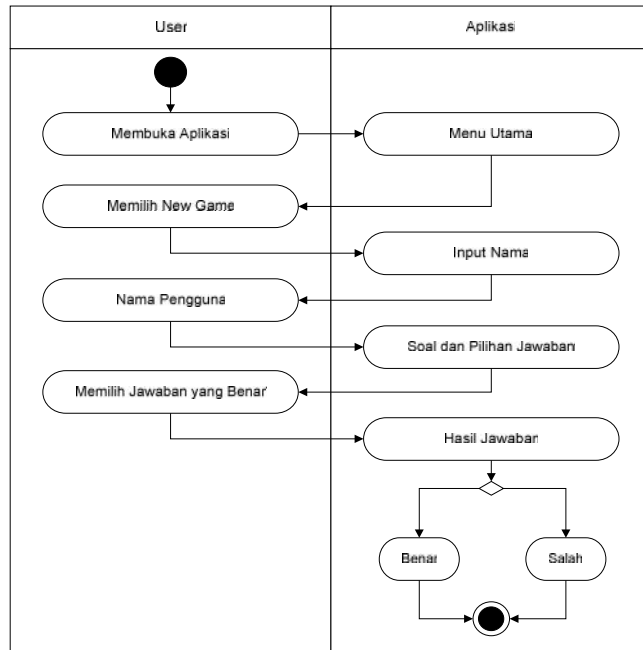 User
Aplikasi
Membuka Aplikasi
Menu Utama
Memilih New Game
Input Nama
Nama Pengguna
Soal dan Pilihan Jawaban
Memilih Jawaban yang Benar
Hasil Jawaban
Benar
Salah